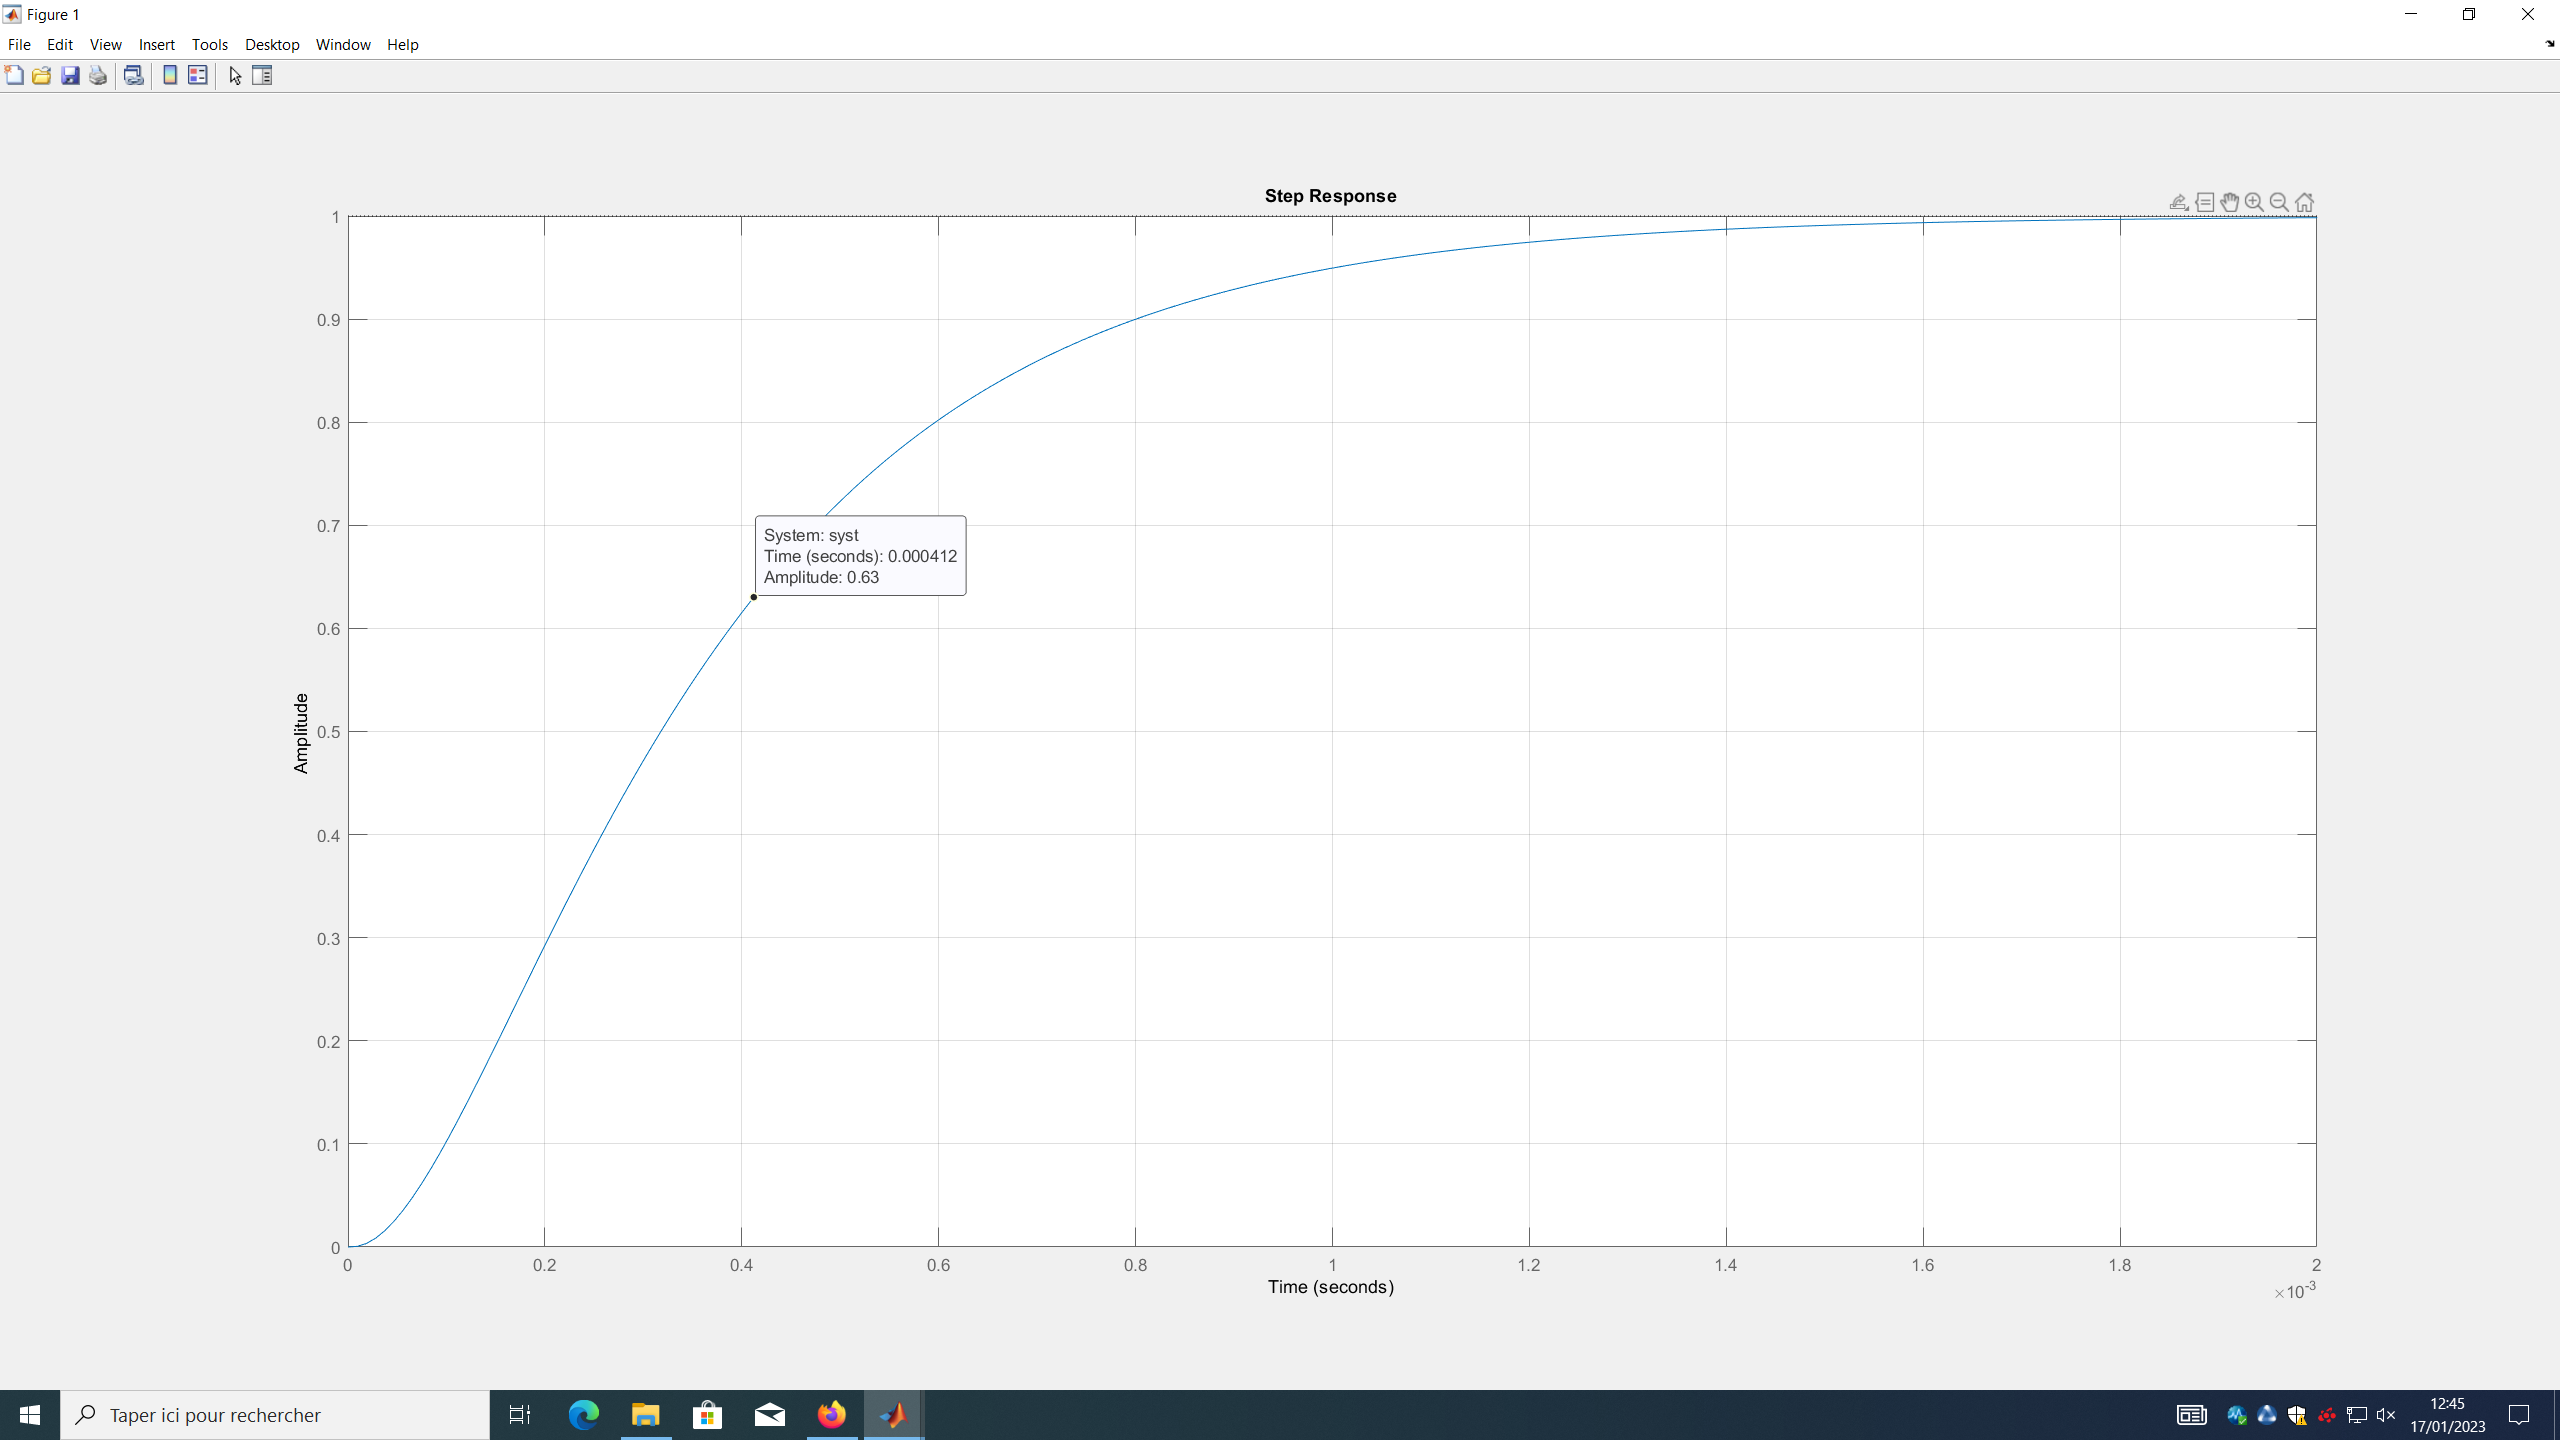 Figure 1
File Edit View Insert Tools Desktop Window Help
Step Response
1
0.9
0.8
0.7
0.6
0.5
0.4
0.3
0.2
0.1
0
Amplitude
System: syst
Time (seconds): 0.000412
Amplitude: 0.63
0 0.2 0.4 0.6 0.8 1 1.2 1.4 1.6 1.8 2
Time (seconds)
×10-3
Taper ici pour rechercher
12:45
17/01/2023